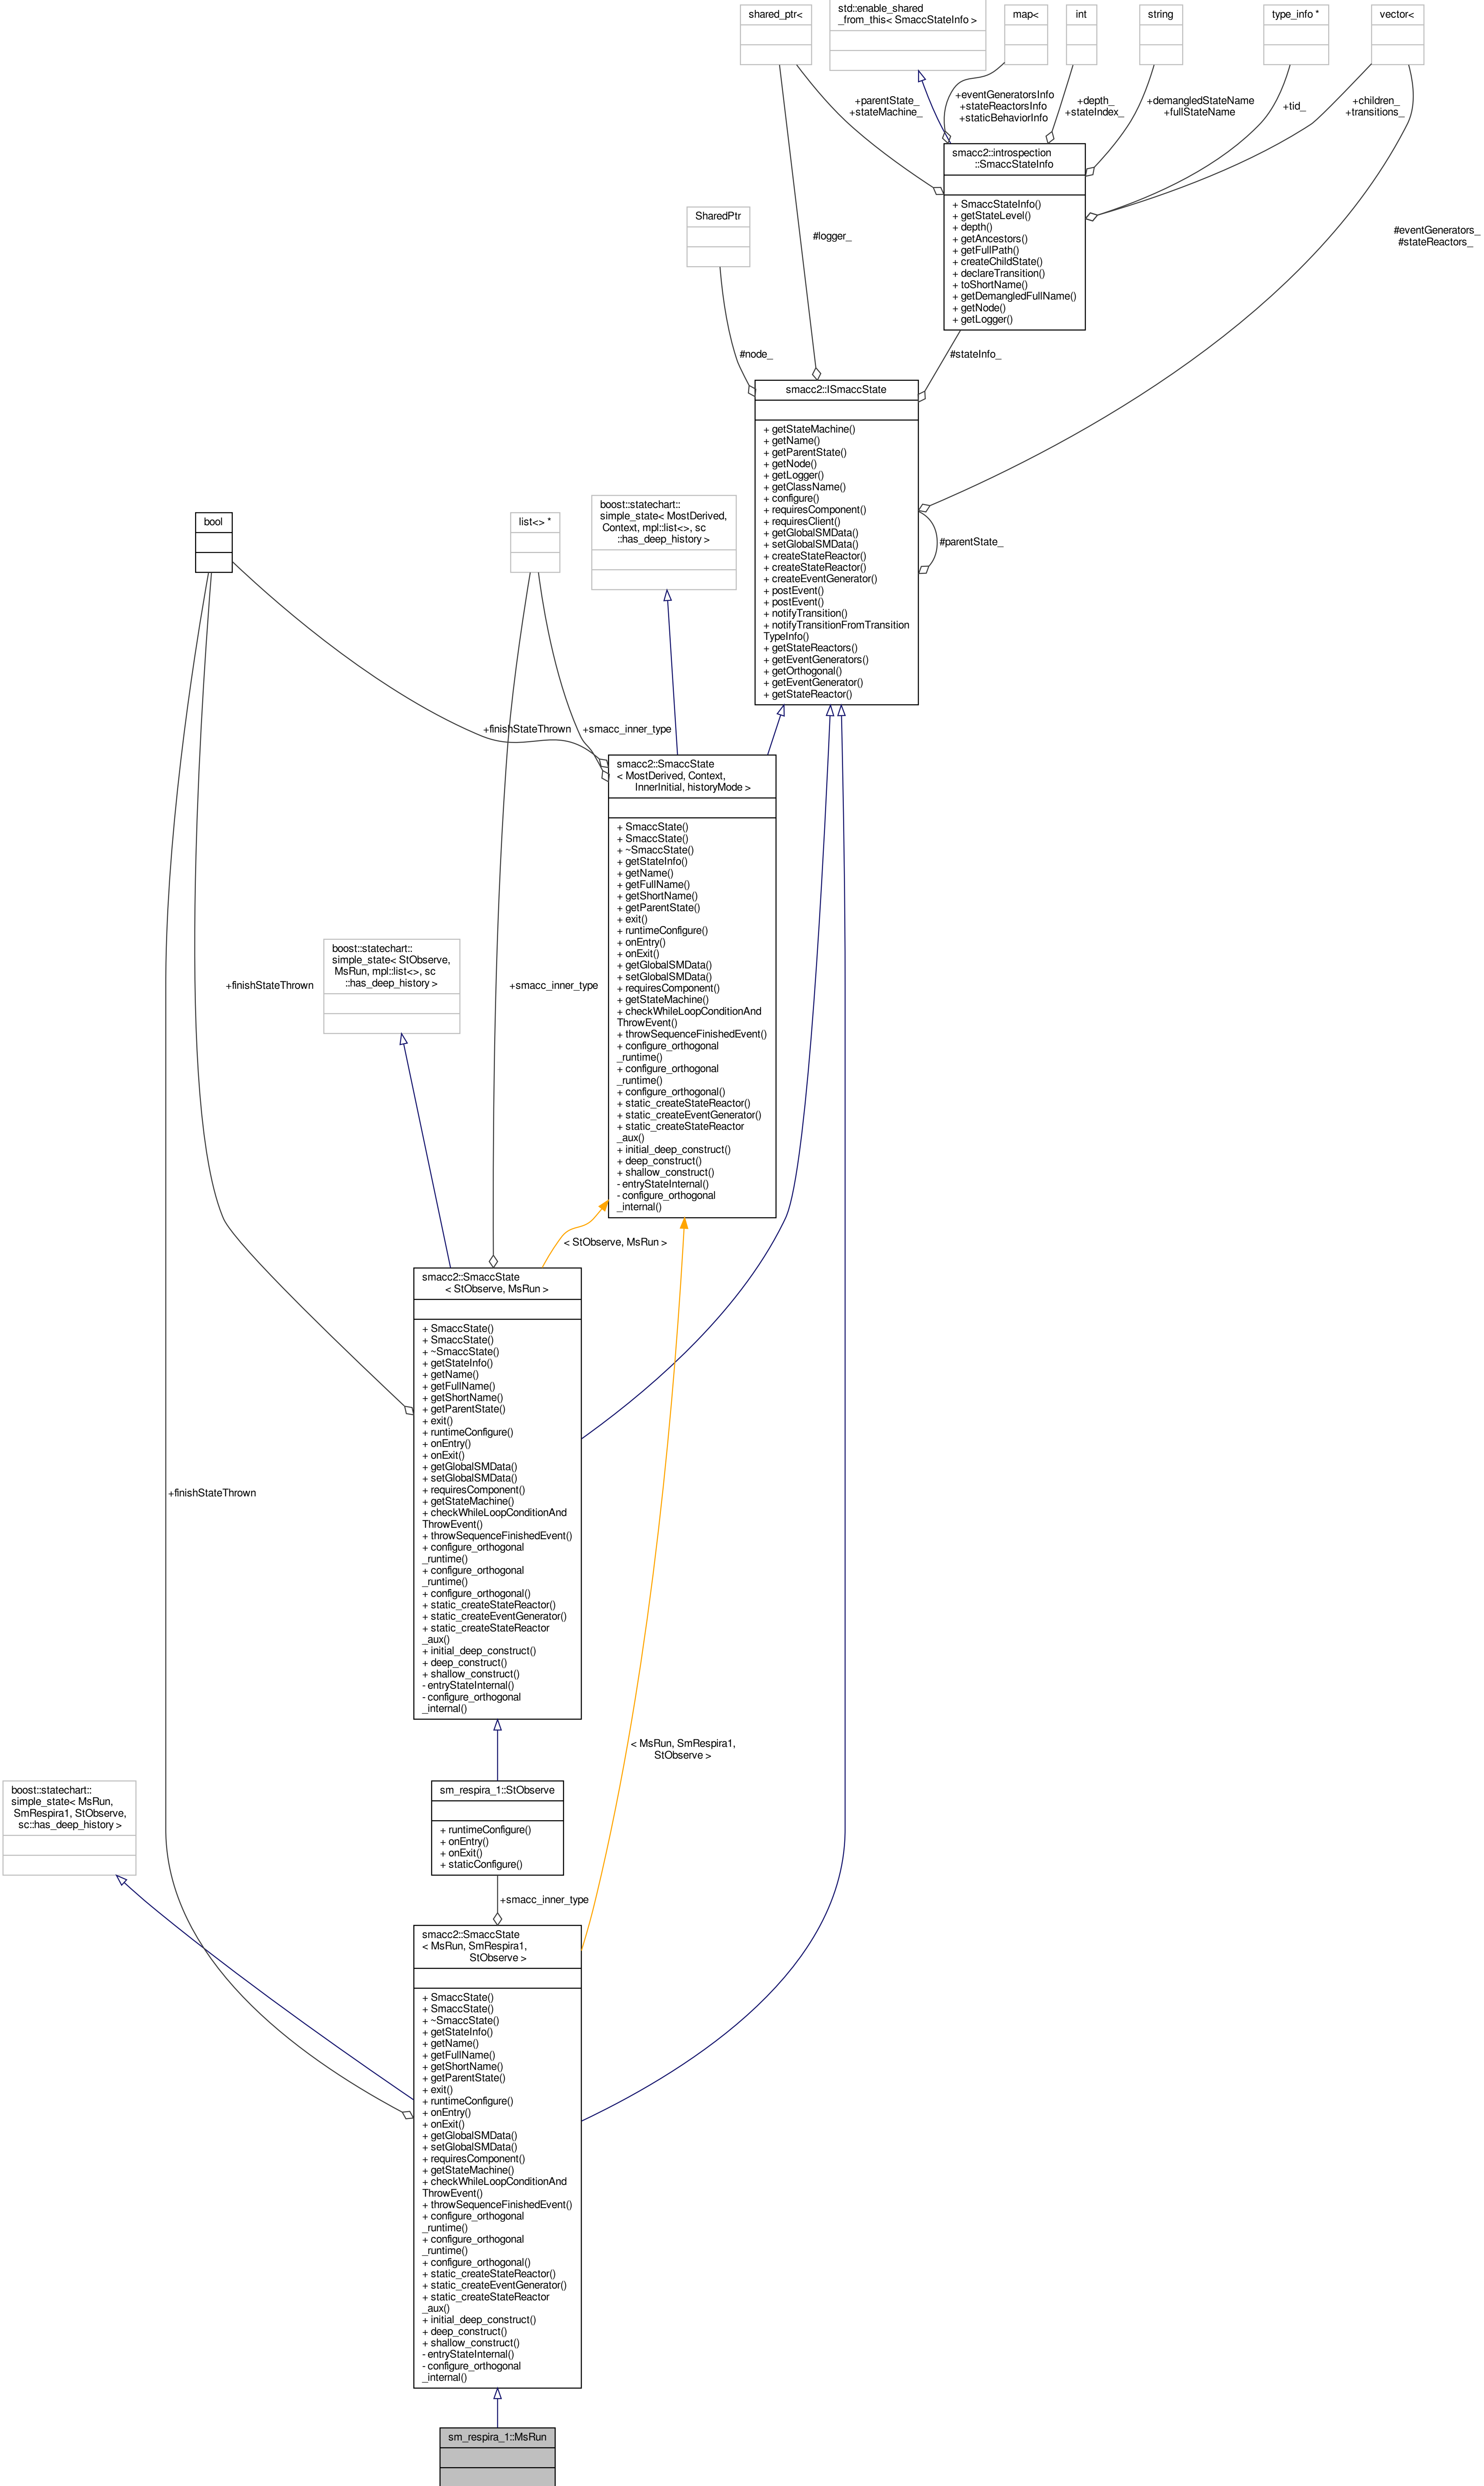 shared_ptr<
std::enable_shared
_from_this< SmaccStateInfo >
map<
int
string
type_info *
vector<
+parentState_
+stateMachine_
+eventGeneratorsInfo
+stateReactorsInfo
+staticBehaviorInfo
+depth_
+stateIndex_
+demangledStateName
+fullStateName
+tid_
+children_
+transitions_
smacc2::introspection
::SmaccStateInfo
+ SmaccStateInfo()
+ getStateLevel()
+ depth()
+ getAncestors()
+ getFullPath()
+ createChildState()
+ declareTransition()
+ toShortName()
+ getDemangledFullName()
+ getNode()
+ getLogger()
SharedPtr
#logger_
#eventGenerators_
#stateReactors_
#node_
#stateInfo_
smacc2::ISmaccState
+ getStateMachine()
+ getName()
+ getParentState()
+ getNode()
+ getLogger()
+ getClassName()
+ configure()
+ requiresComponent()
+ requiresClient()
+ getGlobalSMData()
+ setGlobalSMData()
+ createStateReactor()
+ createStateReactor()
+ createEventGenerator()
+ postEvent()
+ postEvent()
+ notifyTransition()
+ notifyTransitionFromTransition
TypeInfo()
+ getStateReactors()
+ getEventGenerators()
+ getOrthogonal()
+ getEventGenerator()
+ getStateReactor()
#parentState_
boost::statechart::
simple_state< MostDerived,
Context, mpl::list<>, sc
::has_deep_history >
bool
list<> *
+finishStateThrown
+smacc_inner_type
smacc2::SmaccState
< MostDerived, Context,
InnerInitial, historyMode >
+ SmaccState()
+ SmaccState()
+ ~SmaccState()
+ getStateInfo()
+ getName()
+ getFullName()
+ getShortName()
+ getParentState()
+ exit()
+ runtimeConfigure()
+ onEntry()
+ onExit()
+ getGlobalSMData()
+ setGlobalSMData()
+ requiresComponent()
+ getStateMachine()
+ checkWhileLoopConditionAnd
ThrowEvent()
+ throwSequenceFinishedEvent()
+ configure_orthogonal
_runtime()
+ configure_orthogonal
_runtime()
+ configure_orthogonal()
+ static_createStateReactor()
+ static_createEventGenerator()
+ static_createStateReactor
_aux()
+ initial_deep_construct()
+ deep_construct()
+ shallow_construct()
- entryStateInternal()
- configure_orthogonal
_internal()
boost::statechart::
simple_state< StObserve,
MsRun, mpl::list<>, sc
::has_deep_history >
+finishStateThrown
+smacc_inner_type
< StObserve, MsRun >
smacc2::SmaccState
< StObserve, MsRun >
+ SmaccState()
+ SmaccState()
+ ~SmaccState()
+ getStateInfo()
+ getName()
+ getFullName()
+ getShortName()
+ getParentState()
+ exit()
+ runtimeConfigure()
+ onEntry()
+ onExit()
+ getGlobalSMData()
+ setGlobalSMData()
+ requiresComponent()
+ getStateMachine()
+ checkWhileLoopConditionAnd
ThrowEvent()
+ throwSequenceFinishedEvent()
+ configure_orthogonal
_runtime()
+ configure_orthogonal
_runtime()
+ configure_orthogonal()
+ static_createStateReactor()
+ static_createEventGenerator()
+ static_createStateReactor
_aux()
+ initial_deep_construct()
+ deep_construct()
+ shallow_construct()
- entryStateInternal()
- configure_orthogonal
_internal()
+finishStateThrown
< MsRun, SmRespira1,
StObserve >
boost::statechart::
simple_state< MsRun,
SmRespira1, StObserve,
sc::has_deep_history >
sm_respira_1::StObserve
+ runtimeConfigure()
+ onEntry()
+ onExit()
+ staticConfigure()
+smacc_inner_type
smacc2::SmaccState
< MsRun, SmRespira1,
StObserve >
+ SmaccState()
+ SmaccState()
+ ~SmaccState()
+ getStateInfo()
+ getName()
+ getFullName()
+ getShortName()
+ getParentState()
+ exit()
+ runtimeConfigure()
+ onEntry()
+ onExit()
+ getGlobalSMData()
+ setGlobalSMData()
+ requiresComponent()
+ getStateMachine()
+ checkWhileLoopConditionAnd
ThrowEvent()
+ throwSequenceFinishedEvent()
+ configure_orthogonal
_runtime()
+ configure_orthogonal
_runtime()
+ configure_orthogonal()
+ static_createStateReactor()
+ static_createEventGenerator()
+ static_createStateReactor
_aux()
+ initial_deep_construct()
+ deep_construct()
+ shallow_construct()
- entryStateInternal()
- configure_orthogonal
_internal()
sm_respira_1::MsRun